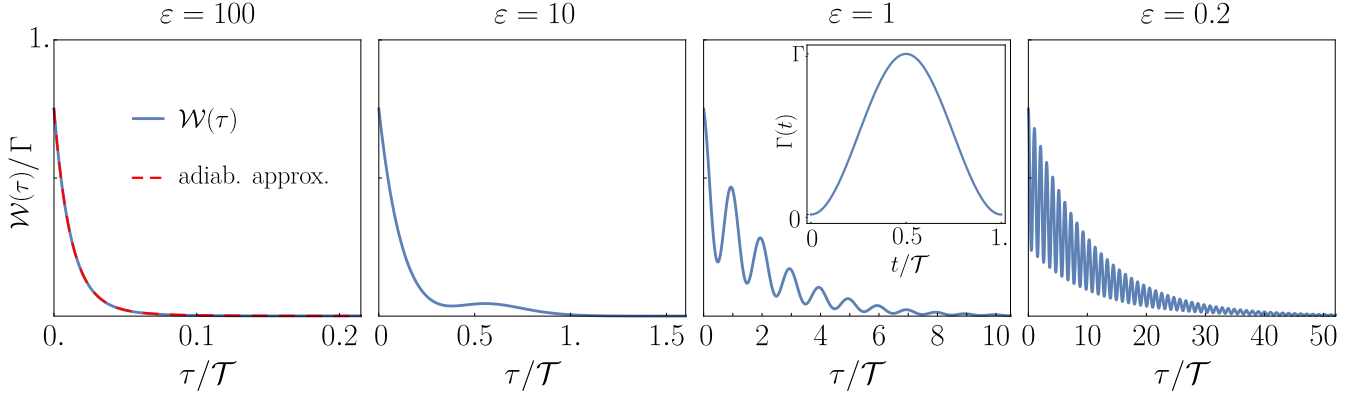 ε = 100
ε = 10
ε = 1
ε = 0.2
1.
𝒲(τ)/Γ
𝒲(τ)
adiab. approx.
0. 0.1 0.2
τ/𝒯
0. 0.5 1. 1.5
τ/𝒯
Γ
Γ(t)
0
0 0.5 1.
t/𝒯
0 2 4 6 8 10
τ/𝒯
0 10 20 30 40 50
τ/𝒯